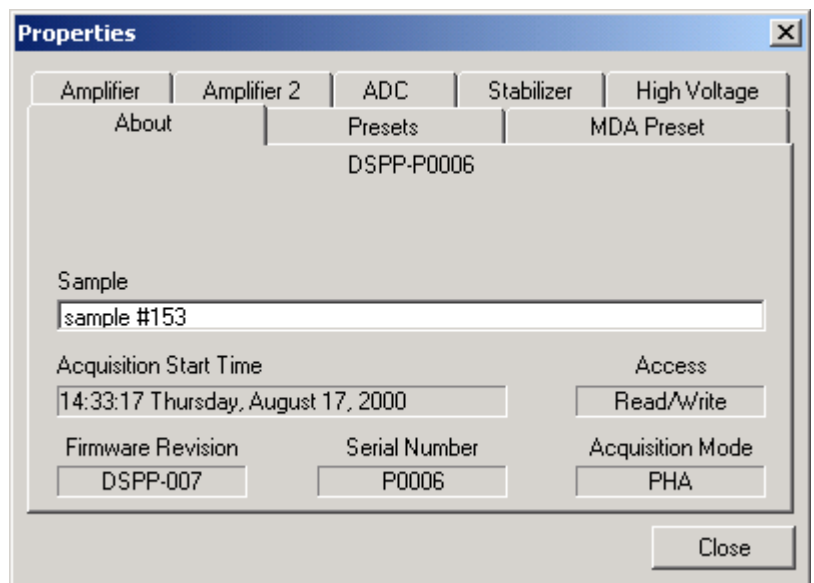 Properties
Amplifier Amplifier 2 ADC Stabilizer High Voltage
About Presets MDA Preset
DSPP-P0006
Sample
sample #153
Acquisition Start Time Access
14:33:17 Thursday, August 17, 2000 Read/Write
Firmware Revision Serial Number Acquisition Mode
DSPP-007 P0006 PHA
Close